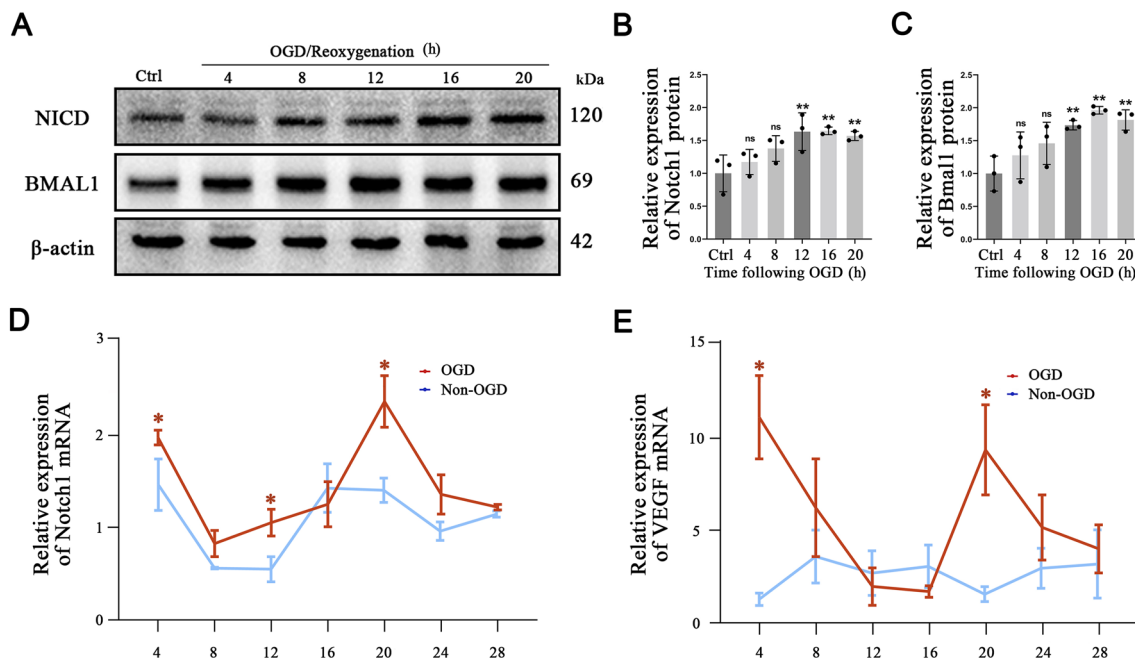 A
OGD/Reoxygenation (h)
Ctrl 4 8 12 16 20 kDa
NICD 120
BMAL1 69
β-actin 42
B
Relative expression
of Notch1 protein
2.5
2.0
1.5
1.0
0.5
0.0
ns ns ** ** **
Ctrl 4 8 12 16 20
Time following OGD (h)
C
Relative expression
of Bmal1 protein
2.5
2.0
1.5
1.0
0.5
0.0
ns ns ** ** **
Ctrl 4 8 12 16 20
Time following OGD (h)
D
Relative expression
of Notch1 mRNA
3
2
1
0
* * *
OGD
Non-OGD
4 8 12 16 20 24 28
E
Relative expression
of VEGF mRNA
15
10
5
0
* *
OGD
Non-OGD
4 8 12 16 20 24 28